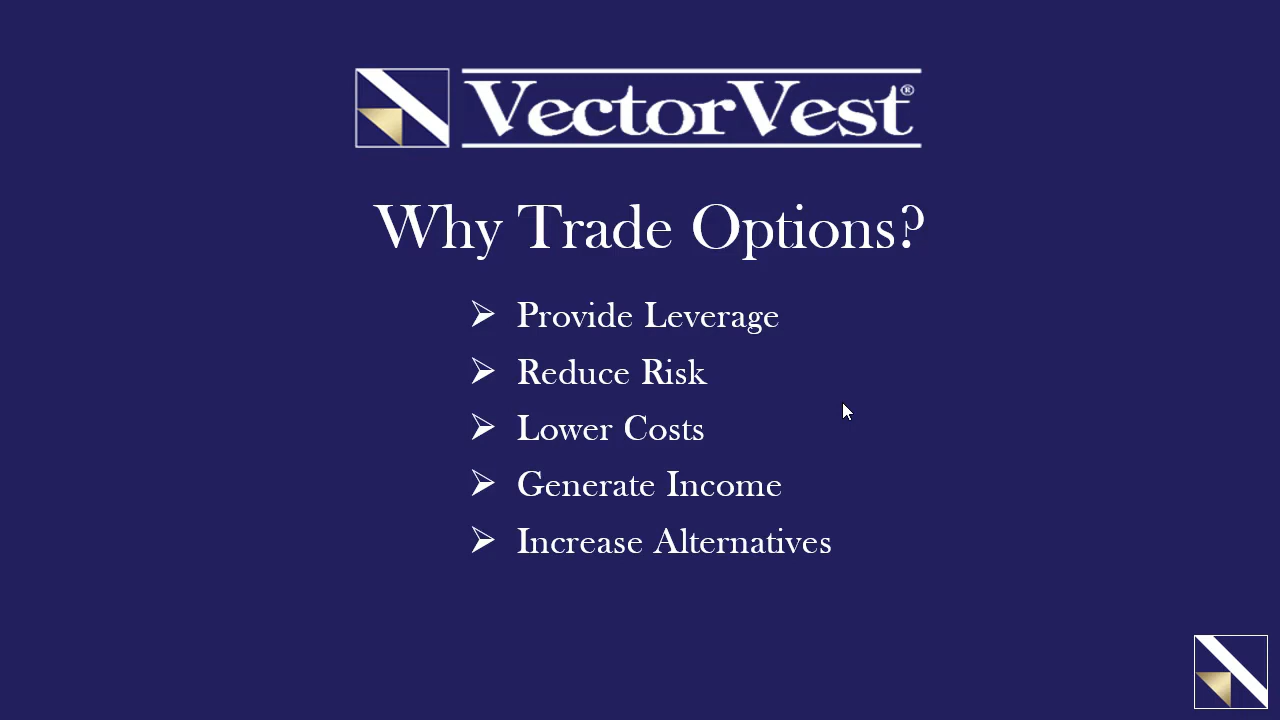 VectorVest®
Why Trade Options?
➢ Provide Leverage
➢ Reduce Risk
➢ Lower Costs
➢ Generate Income
➢ Increase Alternatives